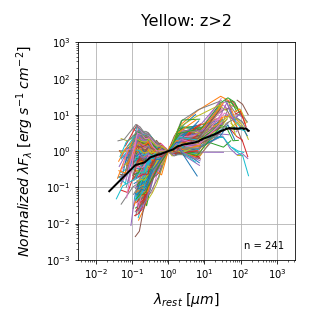 Yellow: z>2
Normalized λF_λ [erg s⁻¹ cm⁻²]
10³
10²
10¹
10⁰
10⁻¹
10⁻²
10⁻³
n = 241
10⁻² 10⁻¹ 10⁰ 10¹ 10² 10³
λ_rest [μm]